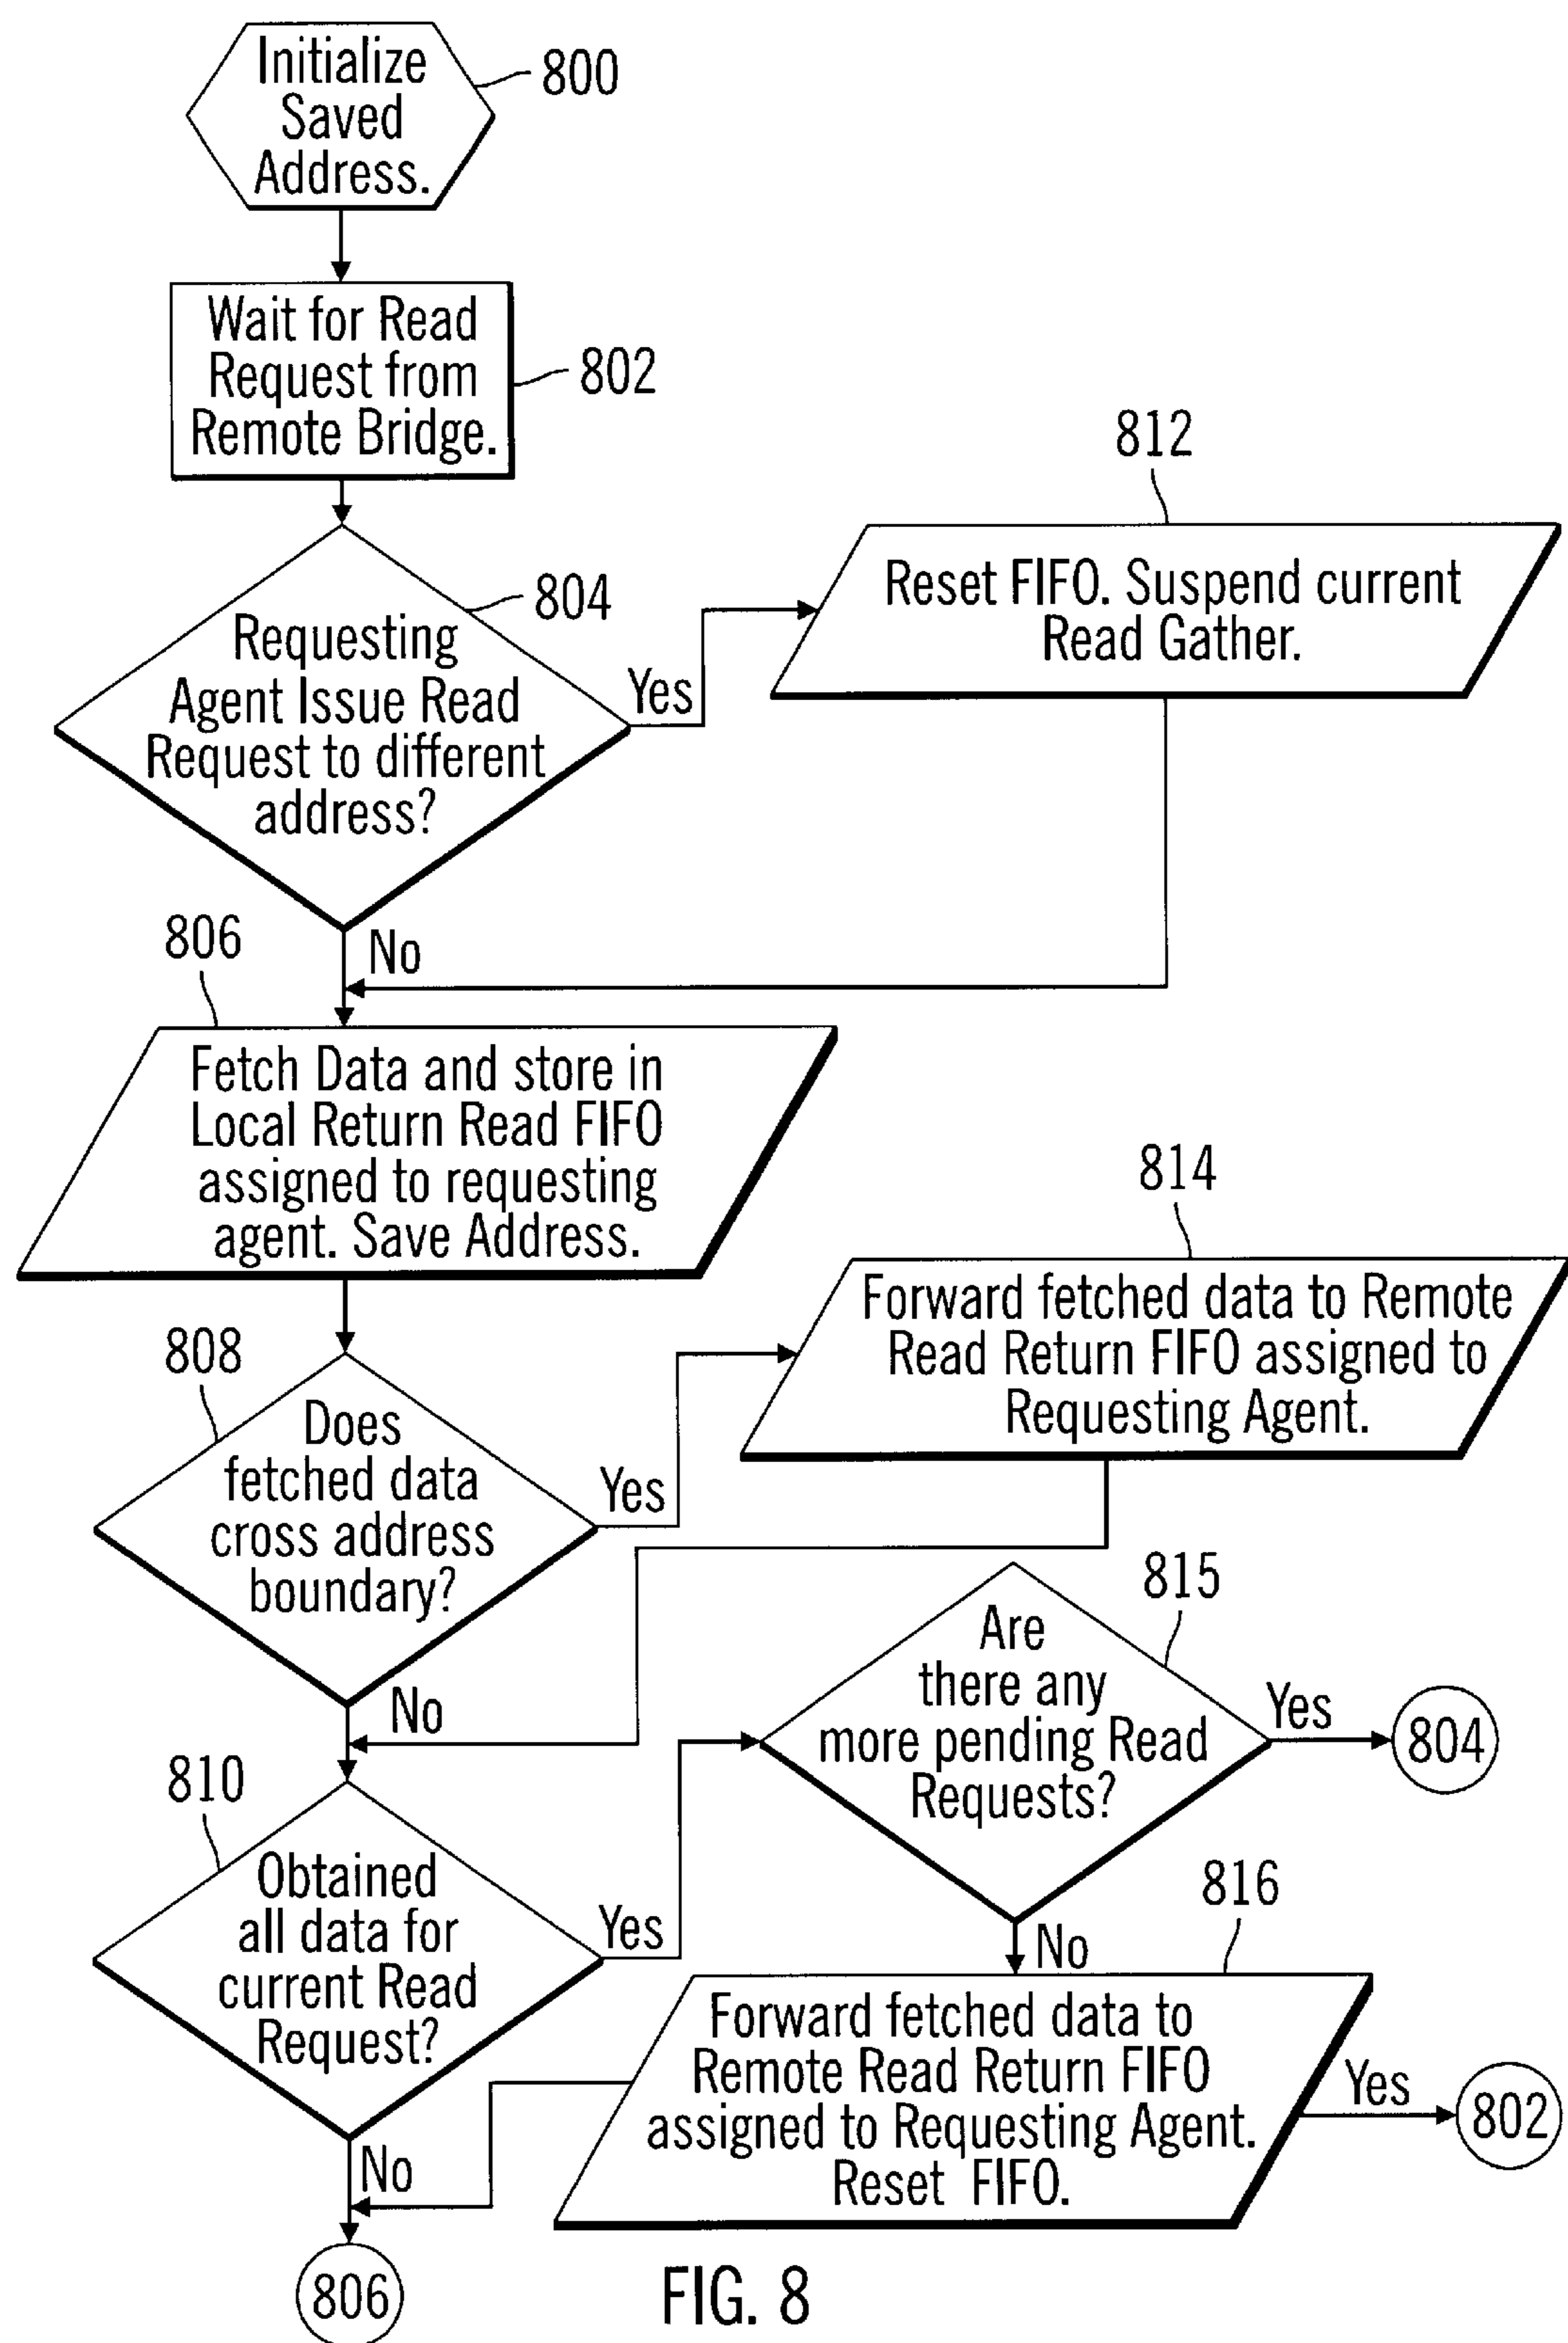 Initialize
Saved
Address.
800
Wait for Read
Request from
Remote Bridge.
802
812
Reset FIFO. Suspend current
Read Gather.
804
Requesting
Agent Issue Read
Request to different
address?
Yes
No
806
Fetch Data and store in
Local Return Read FIFO
assigned to requesting
agent. Save Address.
814
Forward fetched data to Remote
Read Return FIFO assigned to
Requesting Agent.
808
Does
fetched data
cross address
boundary?
Yes
No
815
Are
there any
more pending Read
Requests?
Yes
804
No
810
Obtained
all data for
current Read
Request?
Yes
No
816
Forward fetched data to
Remote Read Return FIFO
assigned to Requesting Agent.
Reset FIFO.
Yes
802
806
FIG. 8